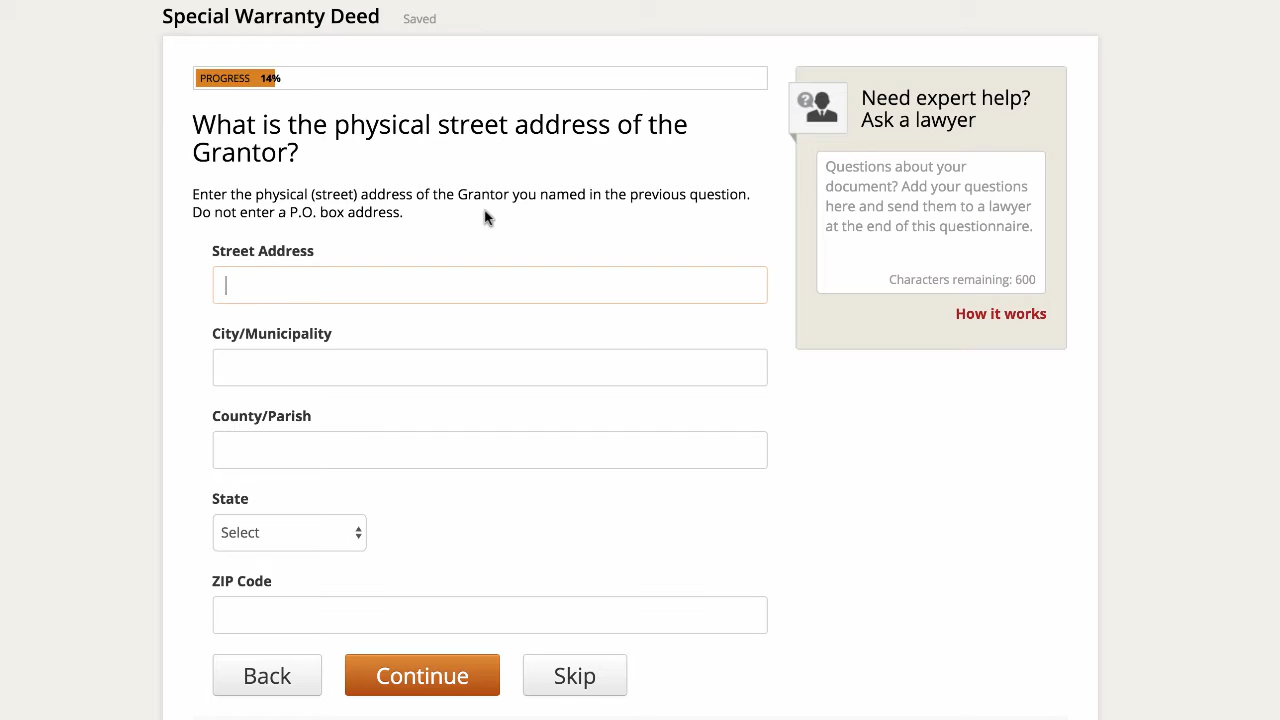 Special Warranty Deed Saved
PROGRESS 14%
What is the physical street address of the
Grantor?
Enter the physical (street) address of the Grantor you named in the previous question.
Do not enter a P.O. box address.
Street Address
City/Municipality
County/Parish
State
Select
ZIP Code
Back Continue Skip
?
Need expert help?
Ask a lawyer
Questions about your
document? Add your questions
here and send them to a lawyer
at the end of this questionnaire.
Characters remaining: 600
How it works